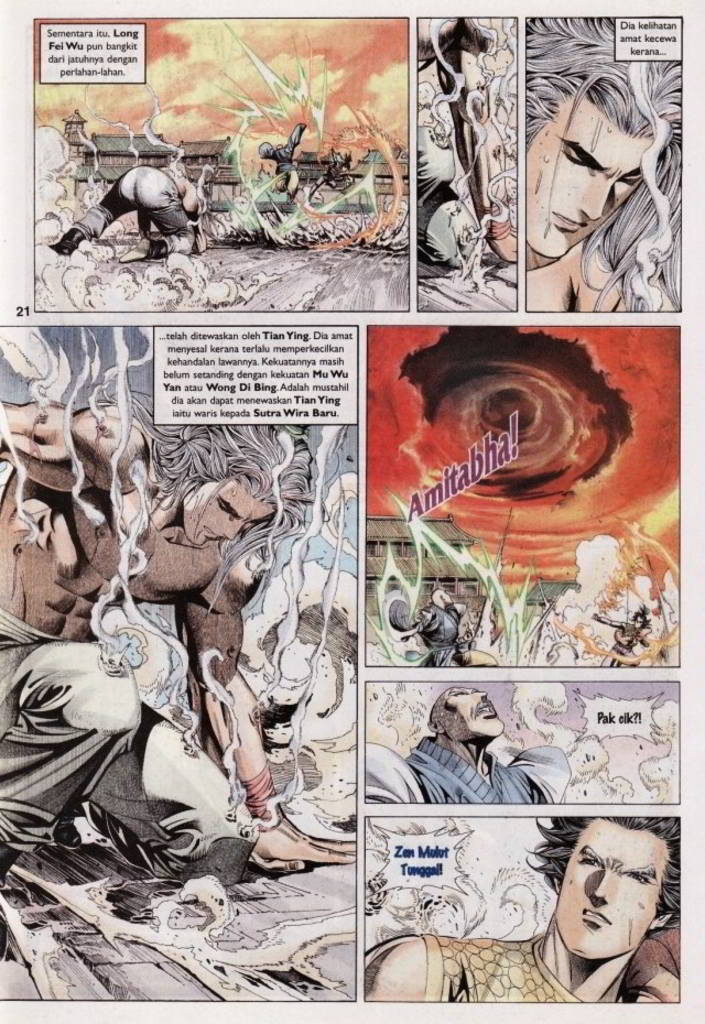 Sementara itu, Long
Fei Wu pun bangkit
dari jatuhnya dengan
perlahan-lahan.
Dia kelihatan
amat kecewa
kerana...
21
...telah ditewaskan oleh Tian Ying. Dia amat
menyesal kerana terlalu memperkecilkan
kehandalan lawannya. Kekuatannya masih
belum setanding dengan kekuatan Mu Wu
Yan atau Wong Di Bing. Adalah mustahil
dia akan dapat menewaskan Tian Ying
iaitu waris kepada Sutra Wira Baru.
Amitabha!
Pak cik?!
Zen Mulut
Tunggal!